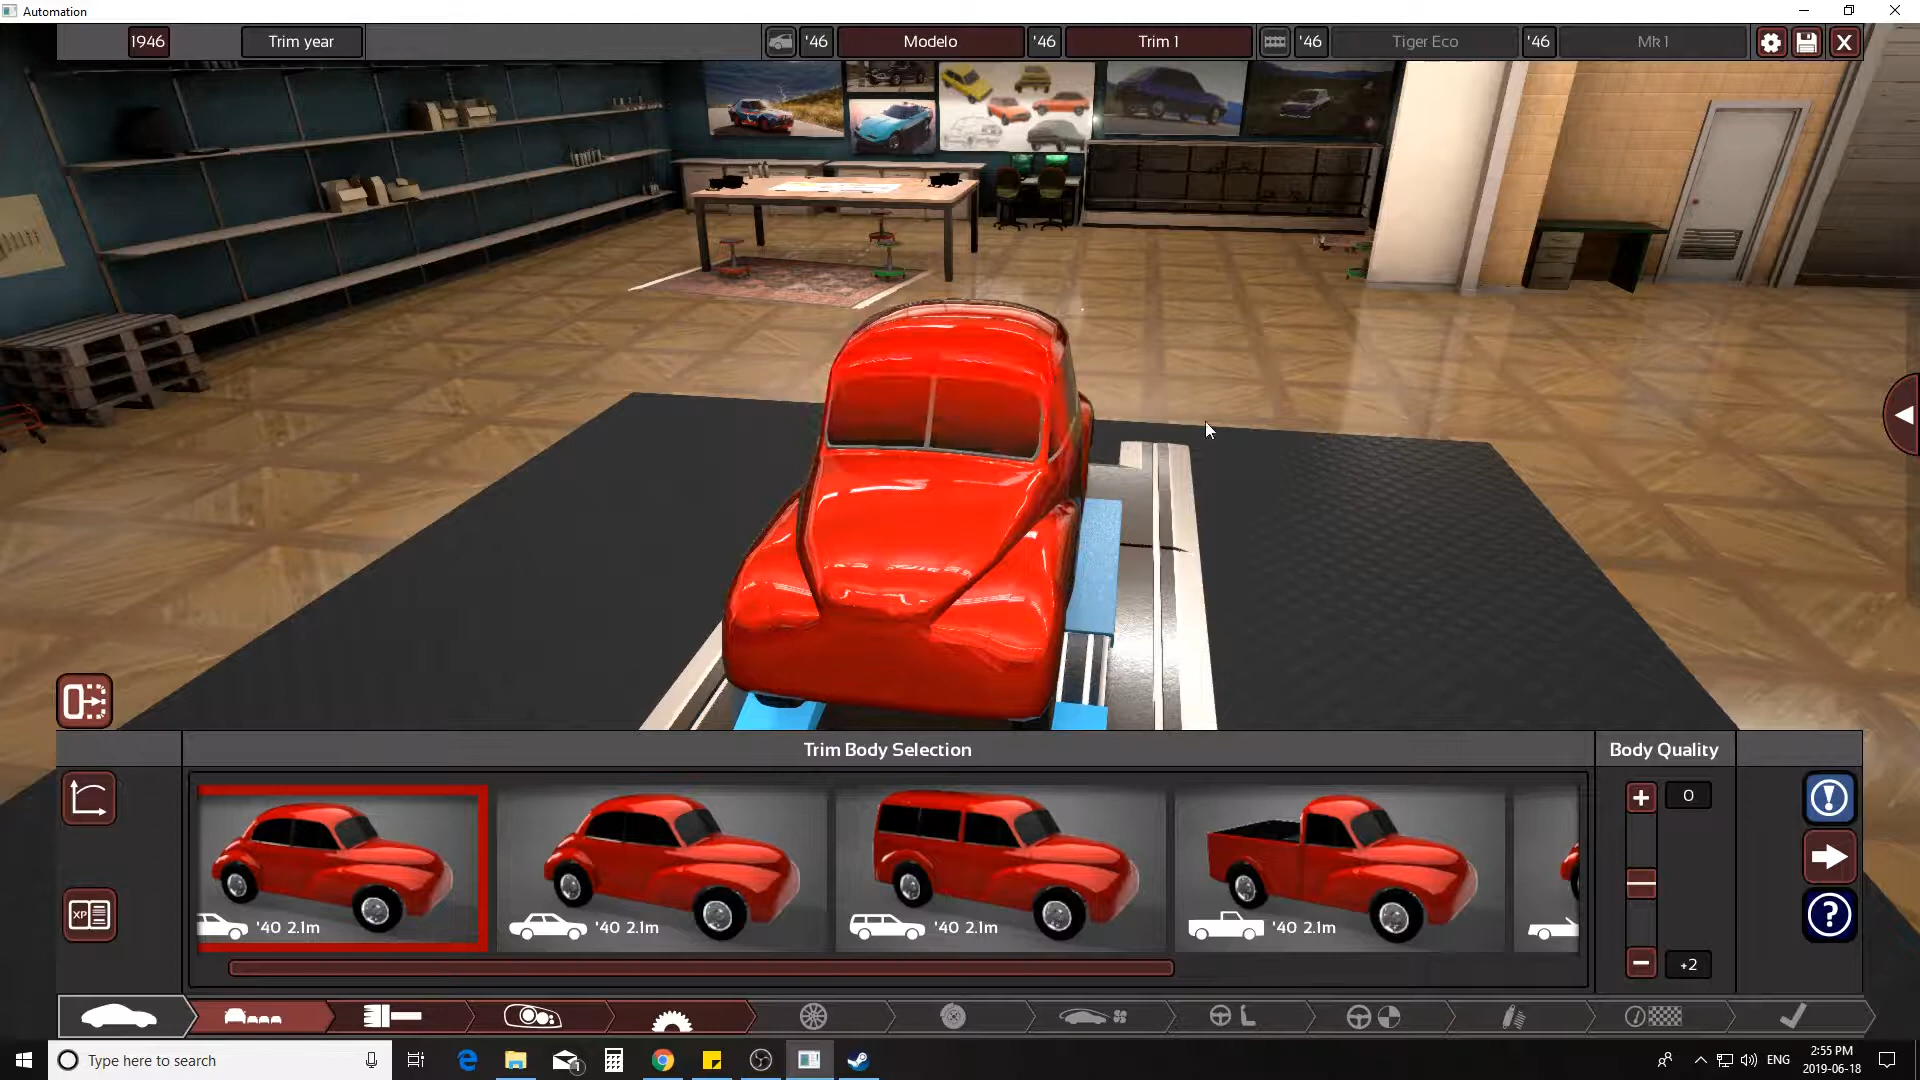 Automation
1946
Trim year
'46
Modelo
'46
Trim 1
'46
Tiger Eco
'46
Mk 1
X
Trim Body Selection
Body Quality
'40 2.1m
'40 2.1m
'40 2.1m
'40 2.1m
0
+2
XP
Type here to search
1
ENG
2:55 PM
2019-06-18